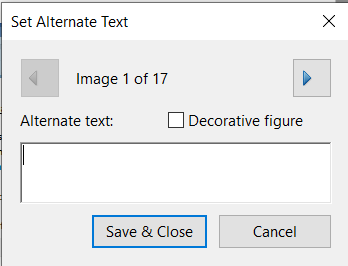 Set Alternate Text
Image 1 of 17
Alternate text: Decorative figure
Save & Close Cancel